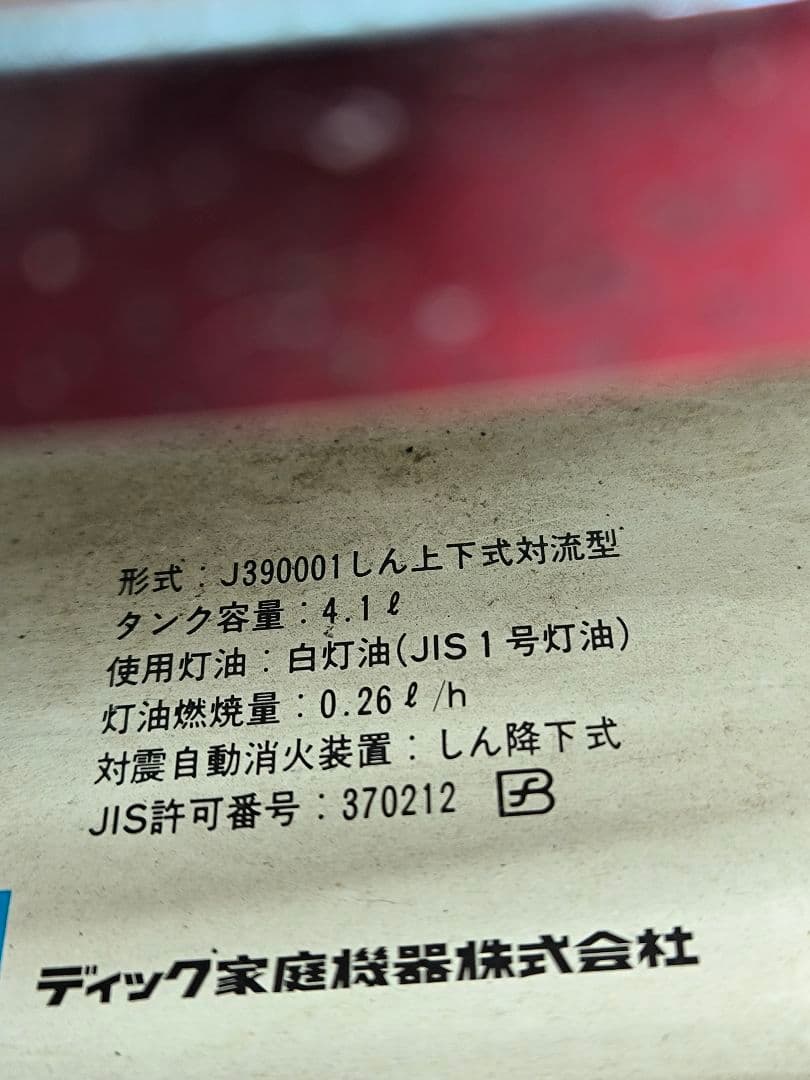 形式：J390001しん上下式対流型
タンク容量：4.1ℓ
使用灯油：白灯油(JIS1号灯油)
灯油燃焼量：0.26ℓ/h
対震自動消火装置：しん降下式
JIS許可番号：370212
ディック家庭機器株式会社